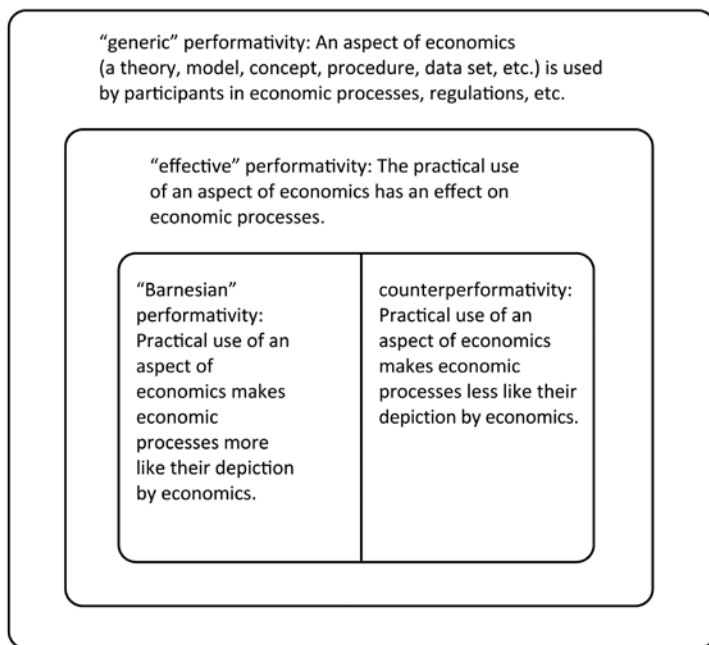 “generic” performativity: An aspect of economics
(a theory, model, concept, procedure, data set, etc.) is used
by participants in economic processes, regulations, etc.
“effective” performativity: The practical use
of an aspect of economics has an effect on
economic processes.
“Barnesian”
performativity:
Practical use of an
aspect of
economics makes
economic
processes more
like their depiction
by economics.
counterperformativity:
Practical use of an
aspect of economics
makes economic
processes less like their
depiction by economics.